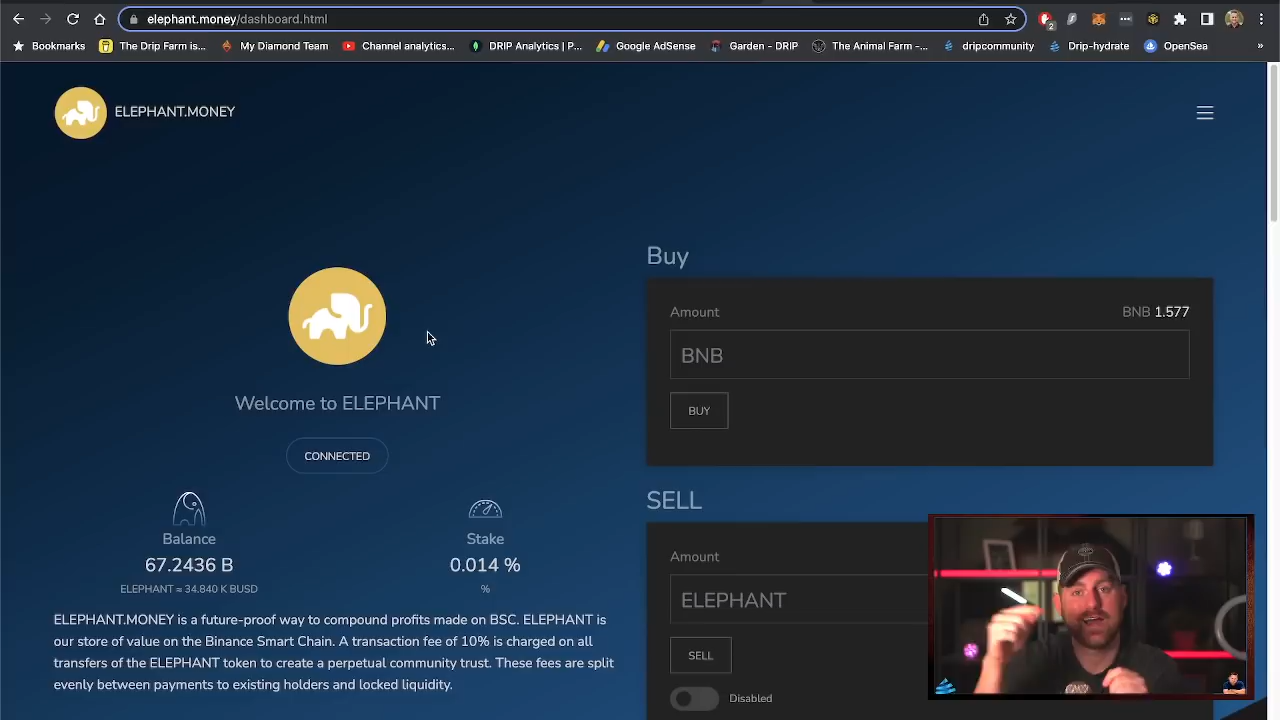 elephant.money/dashboard.html
2
Bookmarks
The Drip Farm is...
My Diamond Team
Channel analytics...
DRIP Analytics | P...
Google AdSense
Garden - DRIP
The Animal Farm -...
dripcommunity
Drip-hydrate
OpenSea
»
ELEPHANT.MONEY
Buy
Amount
BNB 1.577
BNB
BUY
Welcome to ELEPHANT
CONNECTED
Balance
67.2436 B
ELEPHANT ≈ 34.840 K BUSD
Stake
0.014 %
%
ELEPHANT.MONEY is a future-proof way to compound profits made on BSC. ELEPHANT
is our store of value on the Binance Smart Chain. A transaction fee of 10% is charged on all
transfers of the ELEPHANT token to create a perpetual community trust. These fees are split
evenly between payments to existing holders and locked liquidity.
SELL
Amount
ELEPHANT
SELL
Disabled